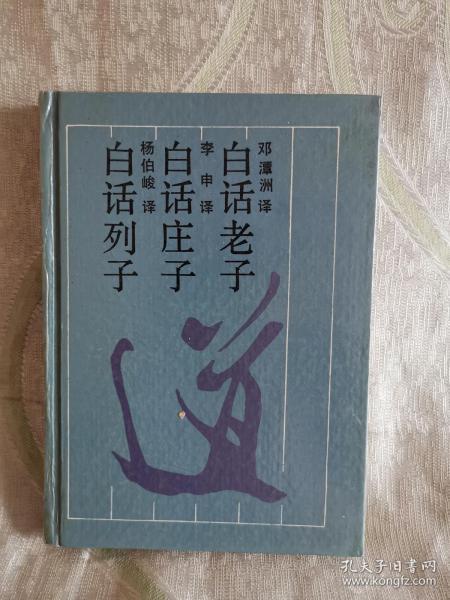 邓潭洲 译
白话老子
李申 译
白话庄子
杨伯峻 译
白话列子
道
孔夫子旧书网
www.kongfz.com